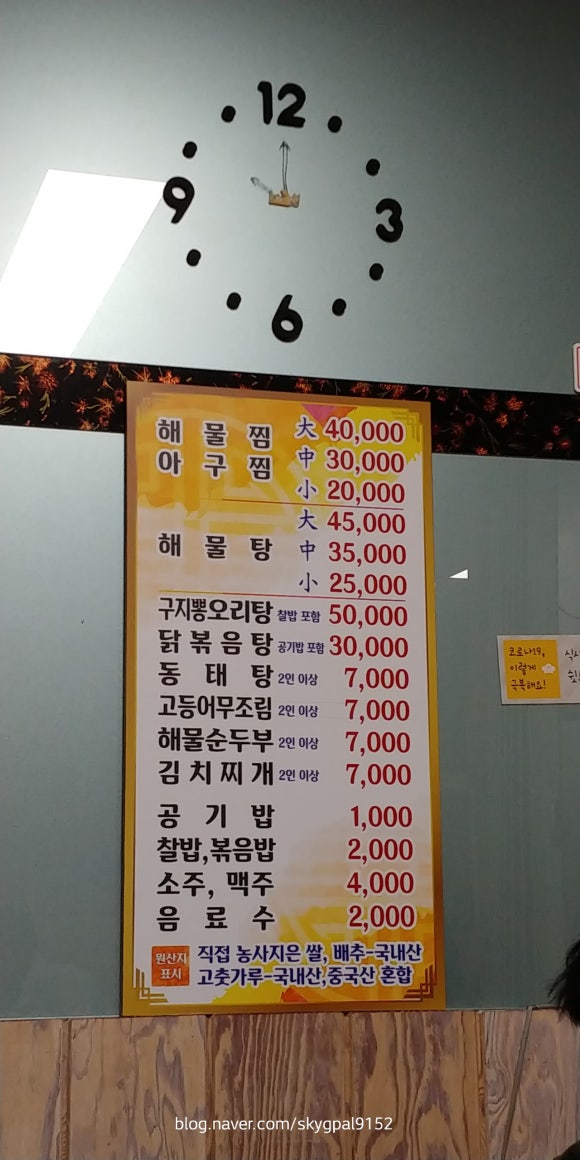 12
9
3
6
해물찜 大 40,000
아구찜 中 30,000
小 20,000
大 45,000
해물탕 中 35,000
小 25,000
구지뽕오리탕 찰밥 포함 50,000
닭볶음탕 공기밥 포함 30,000
동태탕 2인 이상 7,000
고등어무조림 2인 이상 7,000
해물순두부 2인 이상 7,000
김치찌개 2인 이상 7,000
공기밥 1,000
찰밥,볶음밥 2,000
소주, 맥주 4,000
음료수 2,000
원산지 표시
직접 농사지은 쌀, 배추-국내산
고춧가루-국내산,중국산 혼합
코로나19,
이렇게
극복해요!
blog.naver.com/skygpal9152